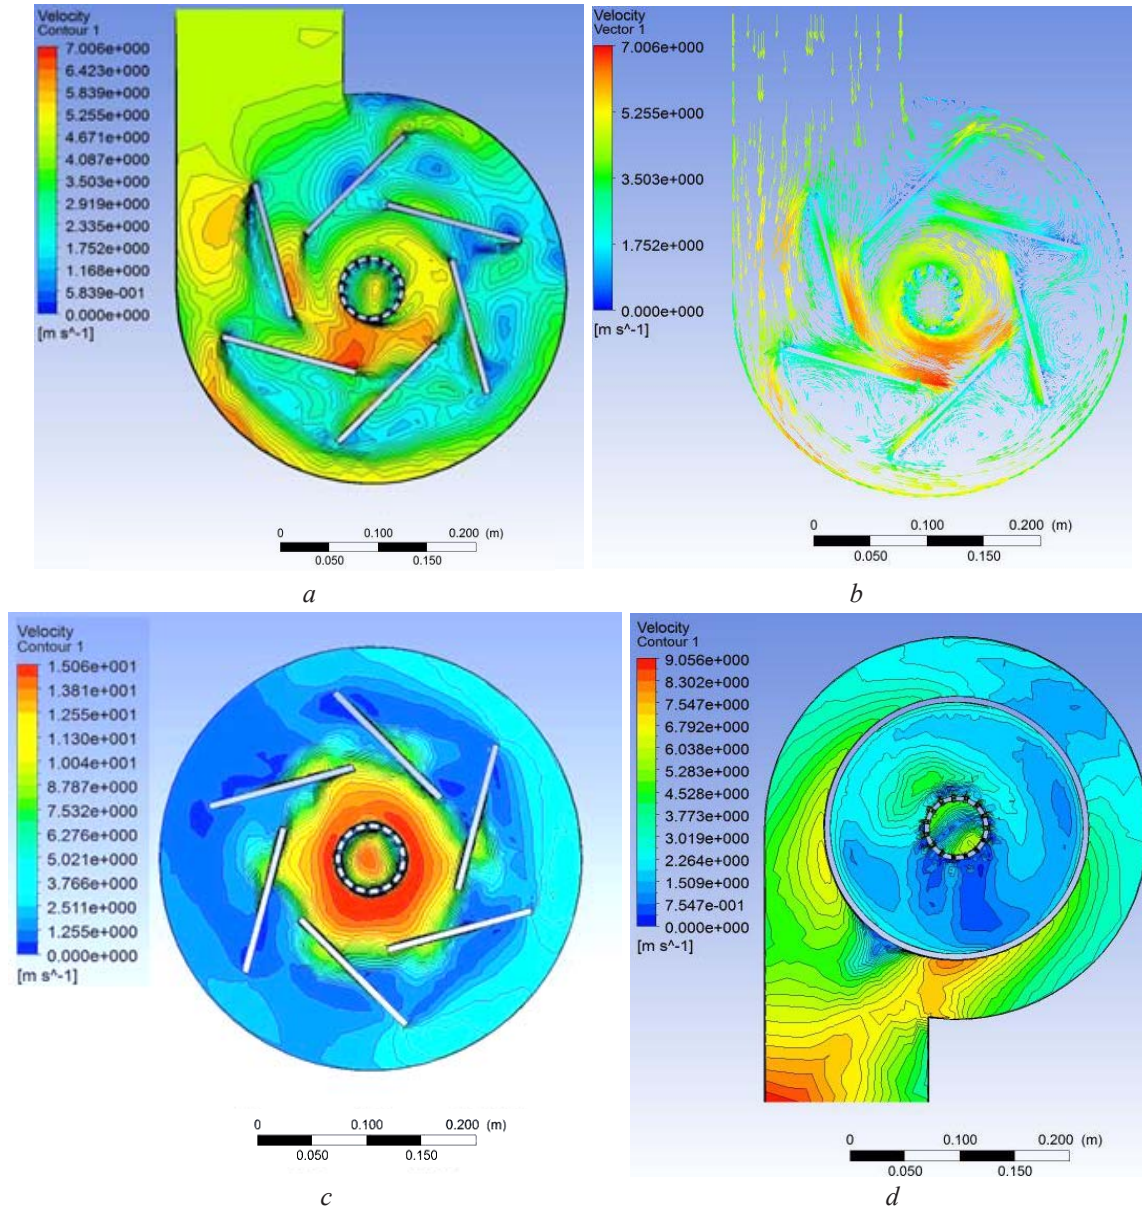 Velocity
Contour 1
7.006e+000
6.423e+000
5.839e+000
5.255e+000
4.671e+000
4.087e+000
3.503e+000
2.919e+000
2.335e+000
1.752e+000
1.168e+000
5.839e-001
0.000e+000
[m s^-1]
0 0.100 0.200 (m)
0.050 0.150
a
Velocity
Vector 1
7.006e+000
5.255e+000
3.503e+000
1.752e+000
0.000e+000
[m s^-1]
0 0.100 0.200 (m)
0.050 0.150
b
Velocity
Contour 1
1.506e+001
1.381e+001
1.255e+001
1.130e+001
1.004e+001
8.787e+000
7.532e+000
6.276e+000
5.021e+000
3.766e+000
2.511e+000
1.255e+000
0.000e+000
[m s^-1]
0 0.100 0.200 (m)
0.050 0.150
c
Velocity
Contour 1
9.056e+000
8.302e+000
7.547e+000
6.792e+000
6.038e+000
5.283e+000
4.528e+000
3.773e+000
3.019e+000
2.264e+000
1.509e+000
7.547e-001
0.000e+000
[m s^-1]
0 0.100 0.200 (m)
0.050 0.150
d